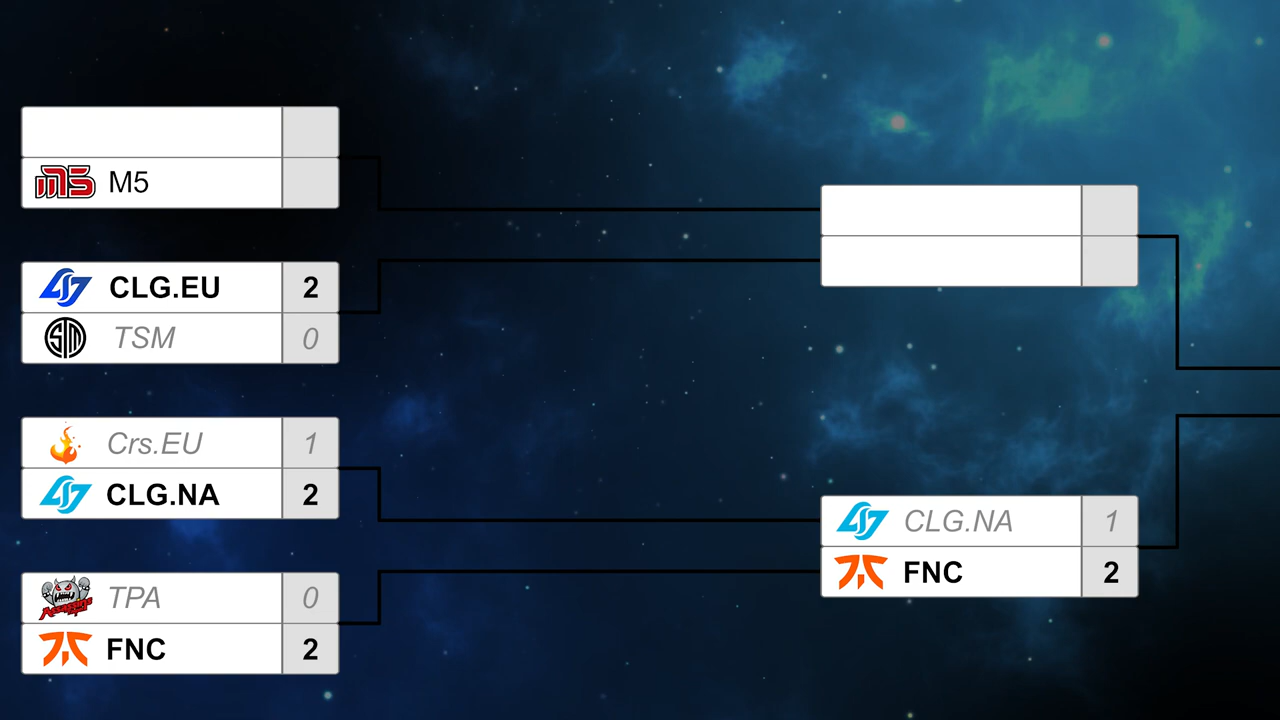 M5
CLG.EU 2
TSM 0
Crs.EU 1
CLG.NA 2
TPA 0
FNC 2
CLG.NA 1
FNC 2